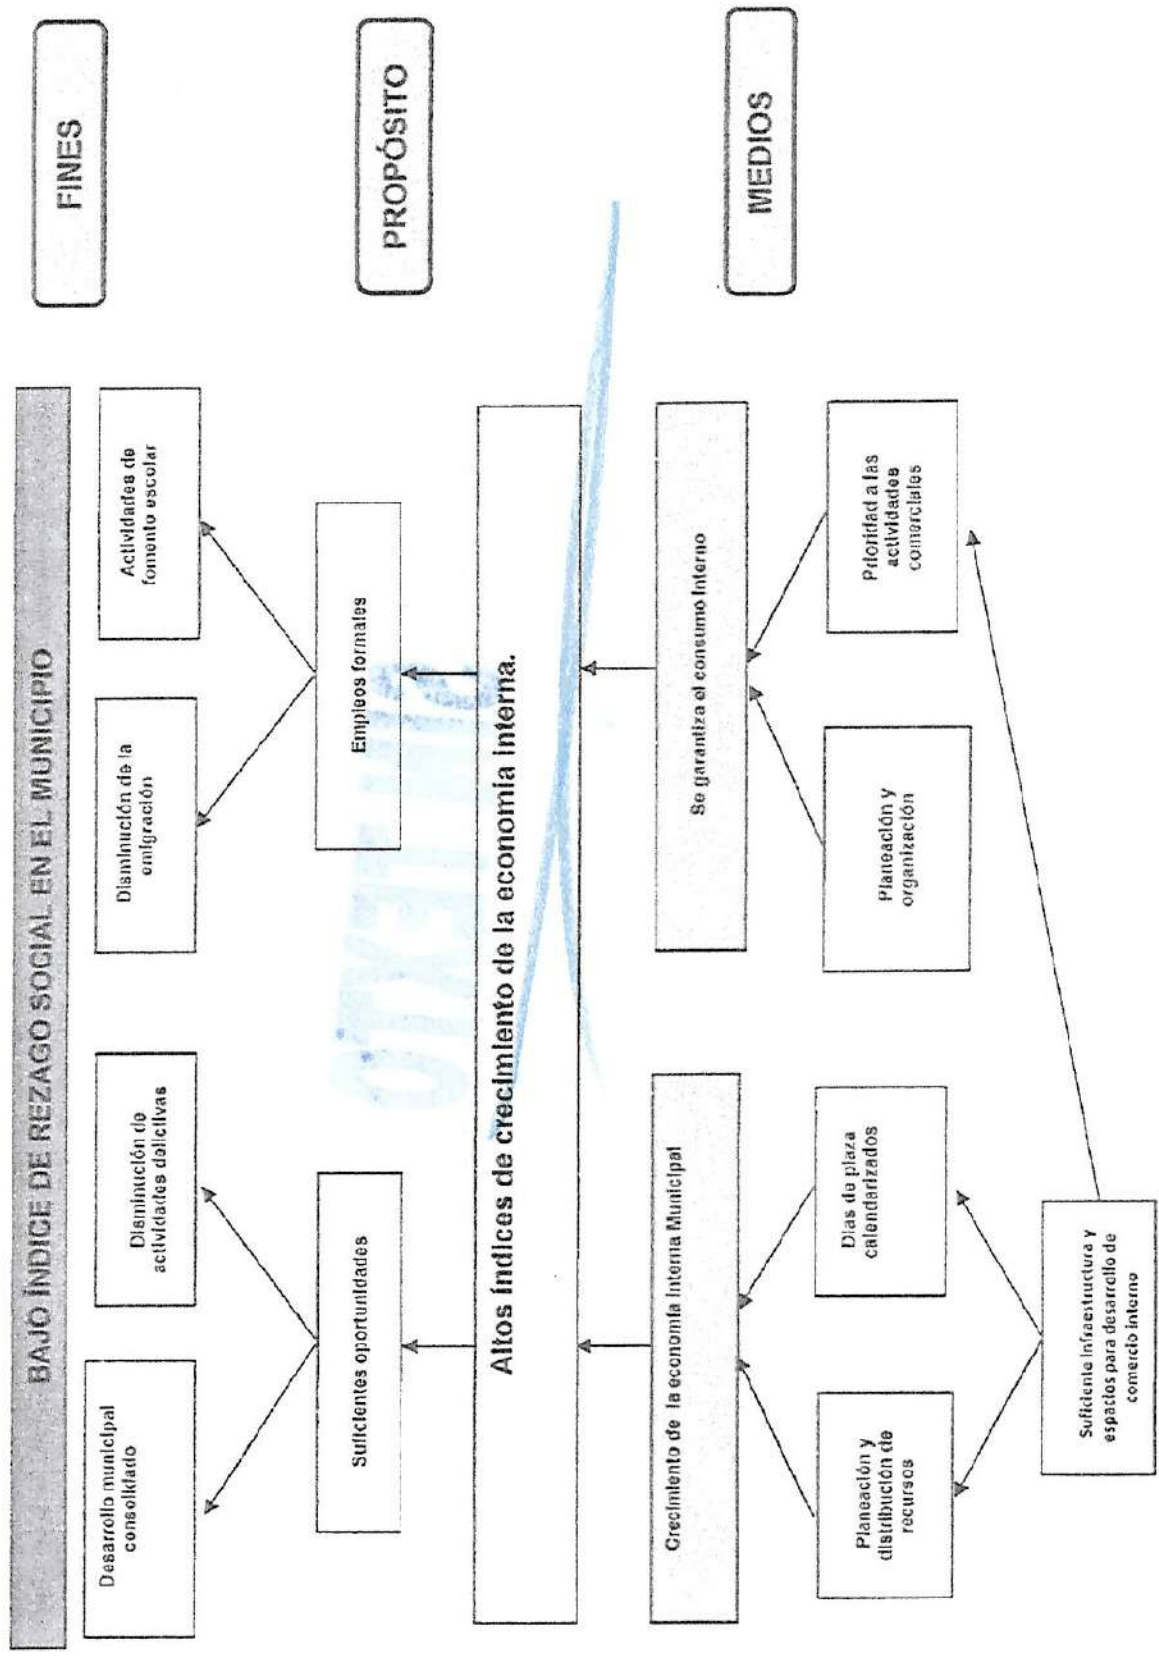 BAJO ÍNDICE DE REZAGO SOCIAL EN EL MUNICIPIO
FINES
Desarrollo municipal
consolidado
Disminución de
actividades delictivas
Disminución de la
emigración
Actividades de
fomento escolar
Suficientes oportunidades
Empleos formales
PROPÓSITO
Altos índices de crecimiento de la economía interna.
Crecimiento de la economía Interna Municipal
Se garantiza el consumo Interno
MEDIOS
Planeación y
distribución de
recursos
Días de plaza
calendarizados
Planeación y
organización
Prioridad a las
actividades
comerciales
Suficiente infraestructura y
espacios para desarrollo de
comercio interno